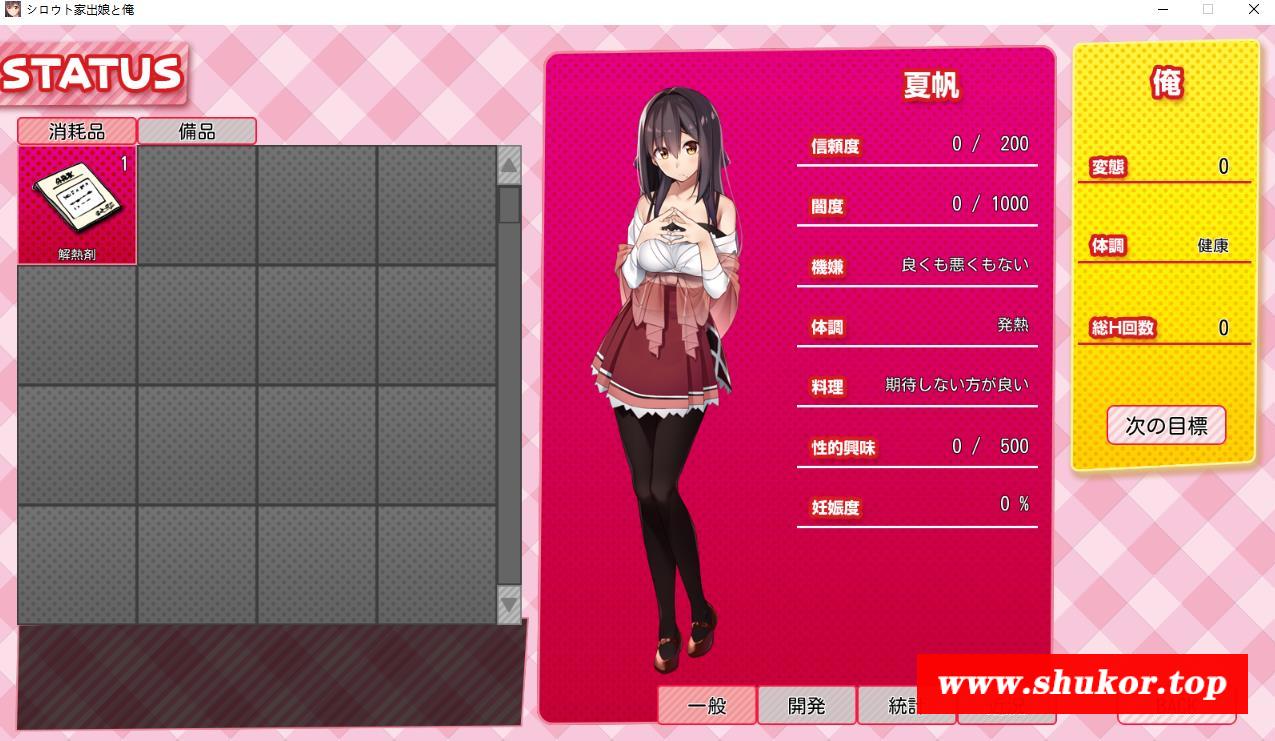 シロウト家出娘と俺
STATUS
消耗品
備品
1
解熱剤
夏帆
信頼度 0 / 200
闇度 0 / 1000
機嫌 良くも悪くもない
体調 発熱
料理 期待しない方が良い
性的興味 0 / 500
妊娠度 0 %
一般
開発
統計
俺
変態 0
体調 健康
総H回数 0
次の目標
www.shukor.top
BACK